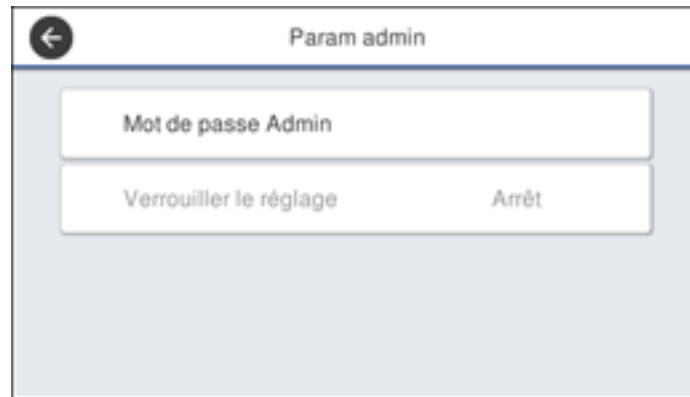 Param admin
Mot de passe Admin
Verrouiller le réglage Arrêt